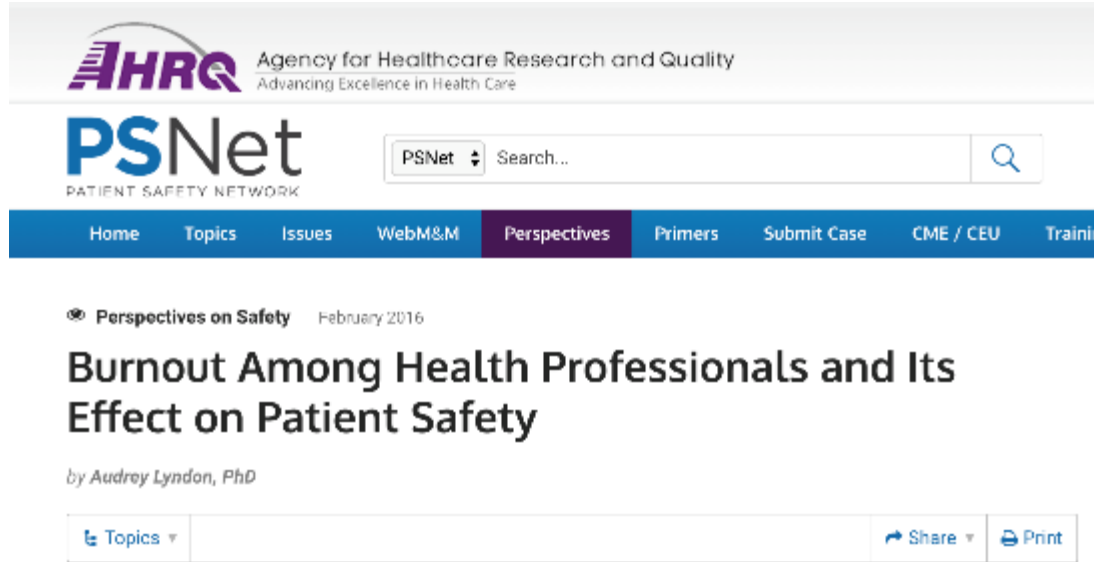 AHRQ
Agency for Healthcare Research and Quality
Advancing Excellence in Health Care
PSNet
PATIENT SAFETY NETWORK
PSNet Search...
Home Topics Issues WebM&M Perspectives Primers Submit Case CME / CEU Traini
Perspectives on Safety February 2016
Burnout Among Health Professionals and Its
Effect on Patient Safety
by Audrey Lyndon, PhD
Topics Share Print